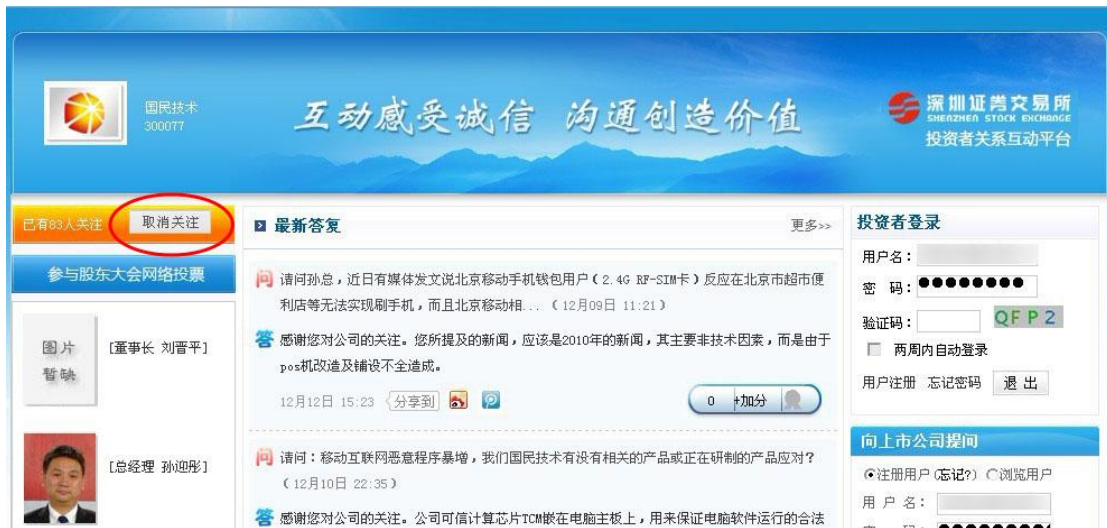 国民技术
300077
互动感受诚信 沟通创造价值
深圳证券交易所
SHENZHEN STOCK EXCHANGE
投资者关系互动平台
已有83人关注
取消关注
参与股东大会网络投票
图片
暂缺
[董事长 刘晋平]
[总经理 孙迎彤]
最新答复
更多>>
问 请问孙总，近日有媒体发文说北京移动手机钱包用户（2.4G RF-SIM卡）反应在北京市超市便
利店等无法实现刷手机，而且北京移动相...（12月09日 11:21）
答 感谢您对公司的关注。您所提及的新闻，应该是2010年的新闻，其主要非技术因素，而是由于
pos机改造及铺设不全造成。
12月12日 15:23 分享到
0 +加分
问 请问：移动互联网恶意程序暴增，我们国民技术有没有相关的产品或正在研制的产品应对？
（12月10日 22:35）
答 感谢您对公司的关注。公司可信计算芯片TCM嵌在电脑主板上，用来保证电脑软件运行的合法
投资者登录
用户名：
密 码：●●●●●●●●
验证码：
QFP2
两周内自动登录
用户注册 忘记密码 退 出
向上市公司提问
注册用户（忘记?） 浏览用户
用 户 名：